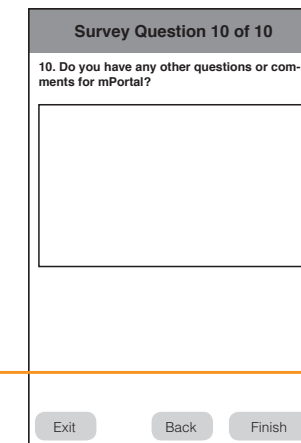 Survey Question 10 of 10
10. Do you have any other questions or com-
ments for mPortal?
Exit Back Finish